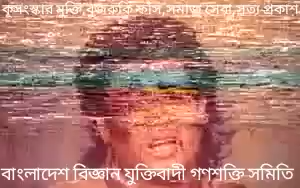 কুসংস্কার মুক্তি,বুজরুকি ফাঁস,সমাজ সেবা,সত্য প্রকাশ
বাংলাদেশ বিজ্ঞান যুক্তিবাদী গণশক্তি সমিতি